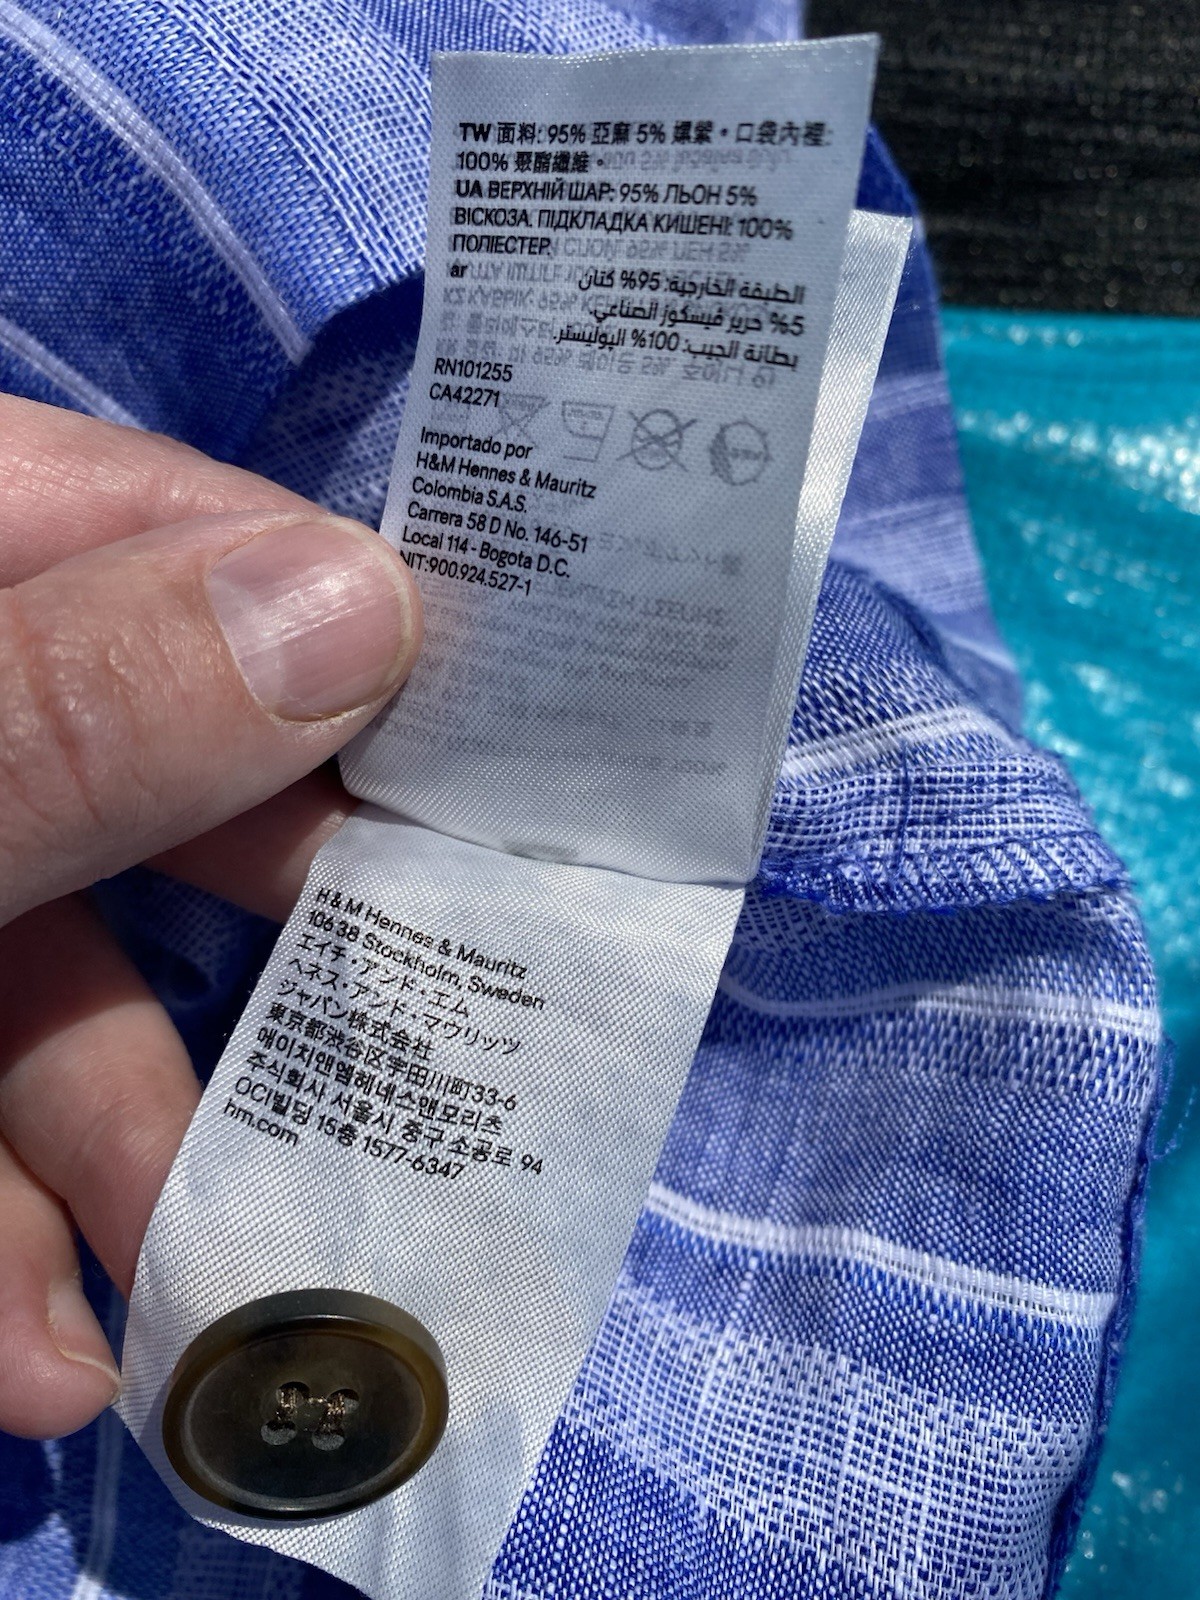 TW 面料: 95% 亞麻 5% 嫘縈。口袋內裡:
100% 聚酯纖維。
UA ВЕРХНІЙ ШАР: 95% ЛЬОН 5%
ВІСКОЗА. ПІДКЛАДКА КИШЕНІ: 100%
ПОЛІЕСТЕР.
ar
الطبقة الخارجية: 95% كتان
5% حرير فيسكوز الصناعي.
بطانة الجيب: 100% البوليستر.
RN101255
CA42271
Importado por
H&M Hennes & Mauritz
Colombia S.A.S.
Carrera 58 D No. 146-51
Local 114 - Bogota D.C.
NIT:900.924.527-1
H & M Hennes & Mauritz
106 38 Stockholm, Sweden
エイチ・アンド・エム
ヘネス・アンド・マウリッツ
ジャパン株式会社
東京都渋谷区宇田川町33-6
에이치앤엠헤네스앤모리츠
주식회사 서울시 중구 소공로 94
OCI빌딩 15층 1577-6347
hm.com